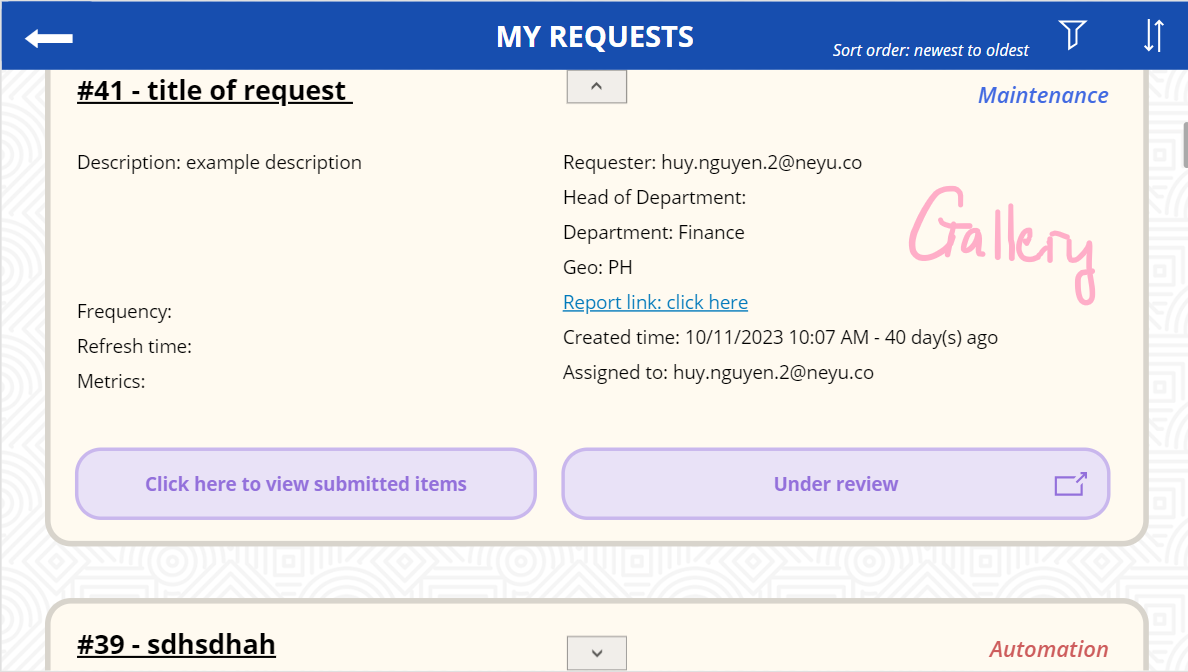 MY REQUESTS
Sort order: newest to oldest
#41 - title of request
Maintenance
Description: example description
Frequency:
Refresh time:
Metrics:
Requester: huy.nguyen.2@neyu.co
Head of Department:
Department: Finance
Geo: PH
Report link: click here
Created time: 10/11/2023 10:07 AM - 40 day(s) ago
Assigned to: huy.nguyen.2@neyu.co
Gallery
Click here to view submitted items
Under review
#39 - sdhsdhah
Automation